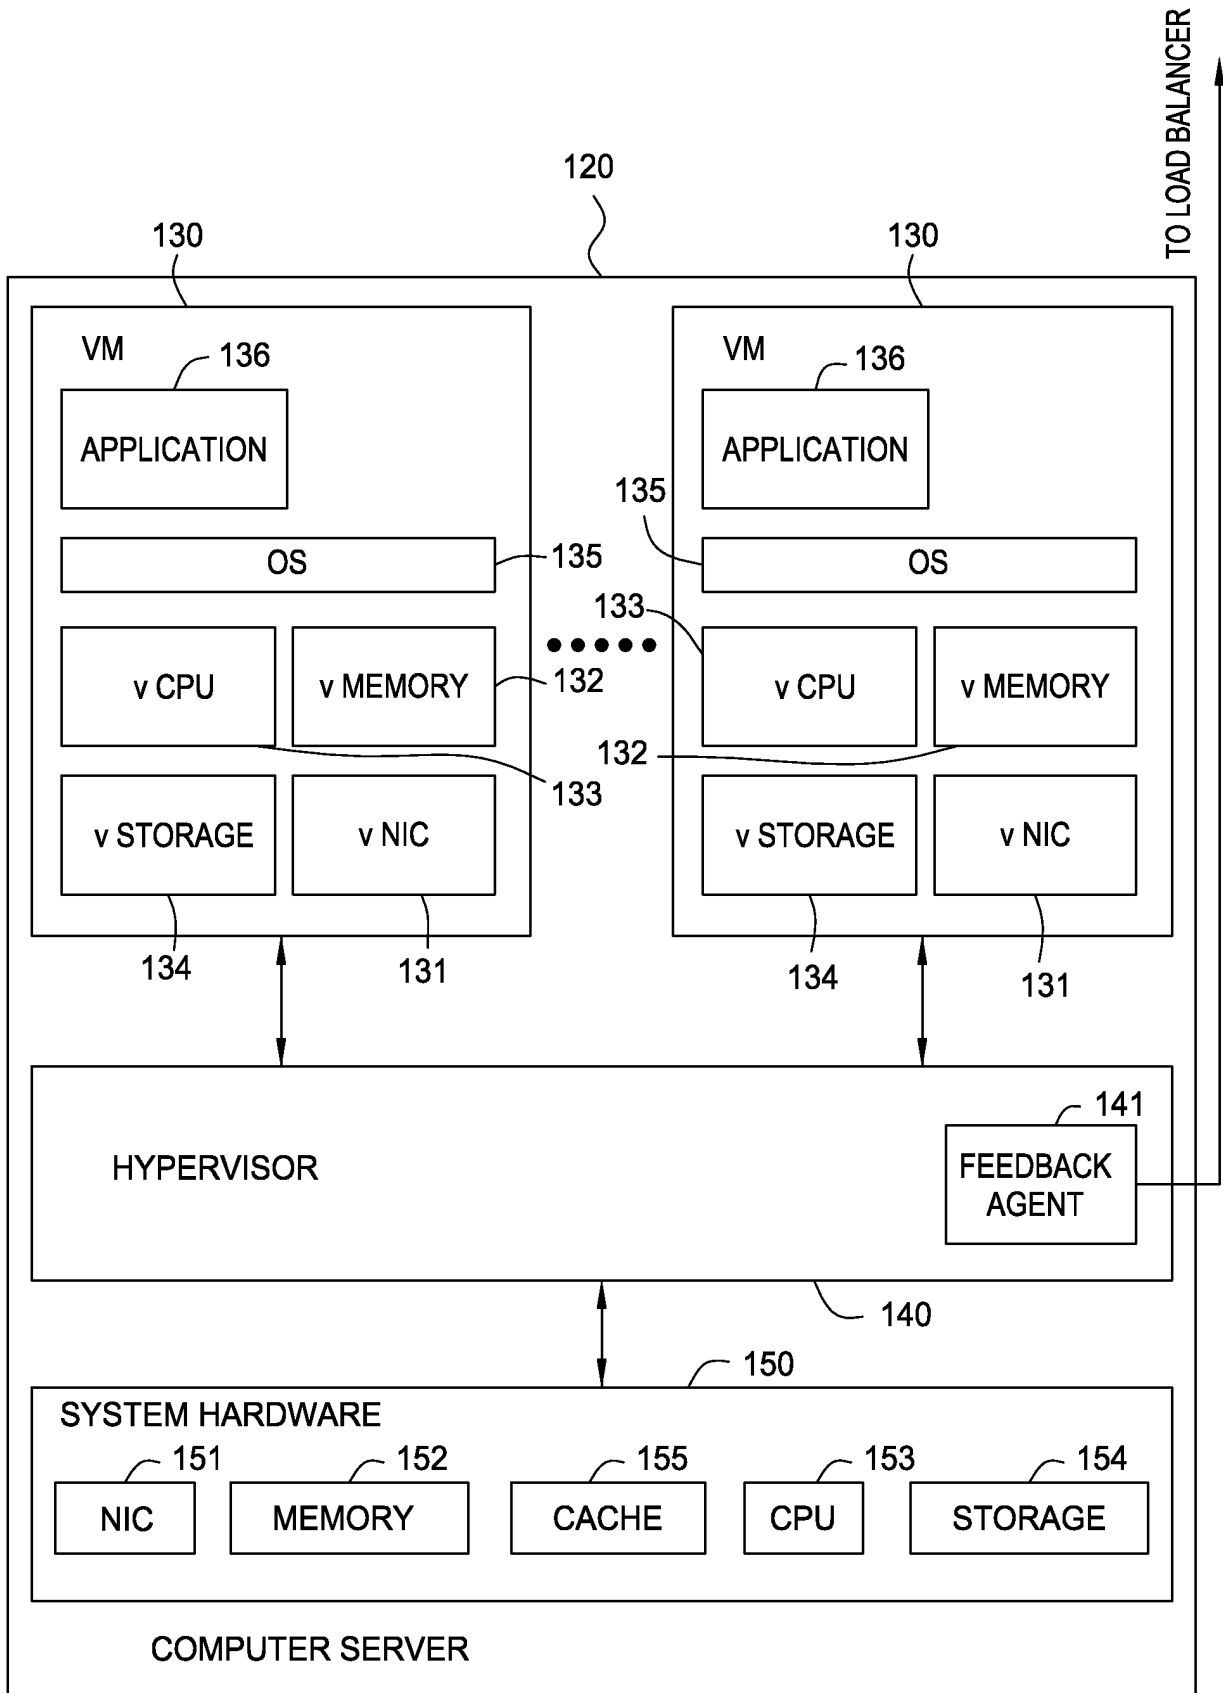 TO LOAD BALANCER
120
130
130
VM
136
APPLICATION
OS
135
v CPU
v MEMORY
132
133
v STORAGE
v NIC
134
131
VM
136
APPLICATION
135
OS
133
v CPU
v MEMORY
132
v STORAGE
v NIC
134
131
HYPERVISOR
141
FEEDBACK
AGENT
140
150
SYSTEM HARDWARE
151
152
155
153
154
NIC
MEMORY
CACHE
CPU
STORAGE
COMPUTER SERVER